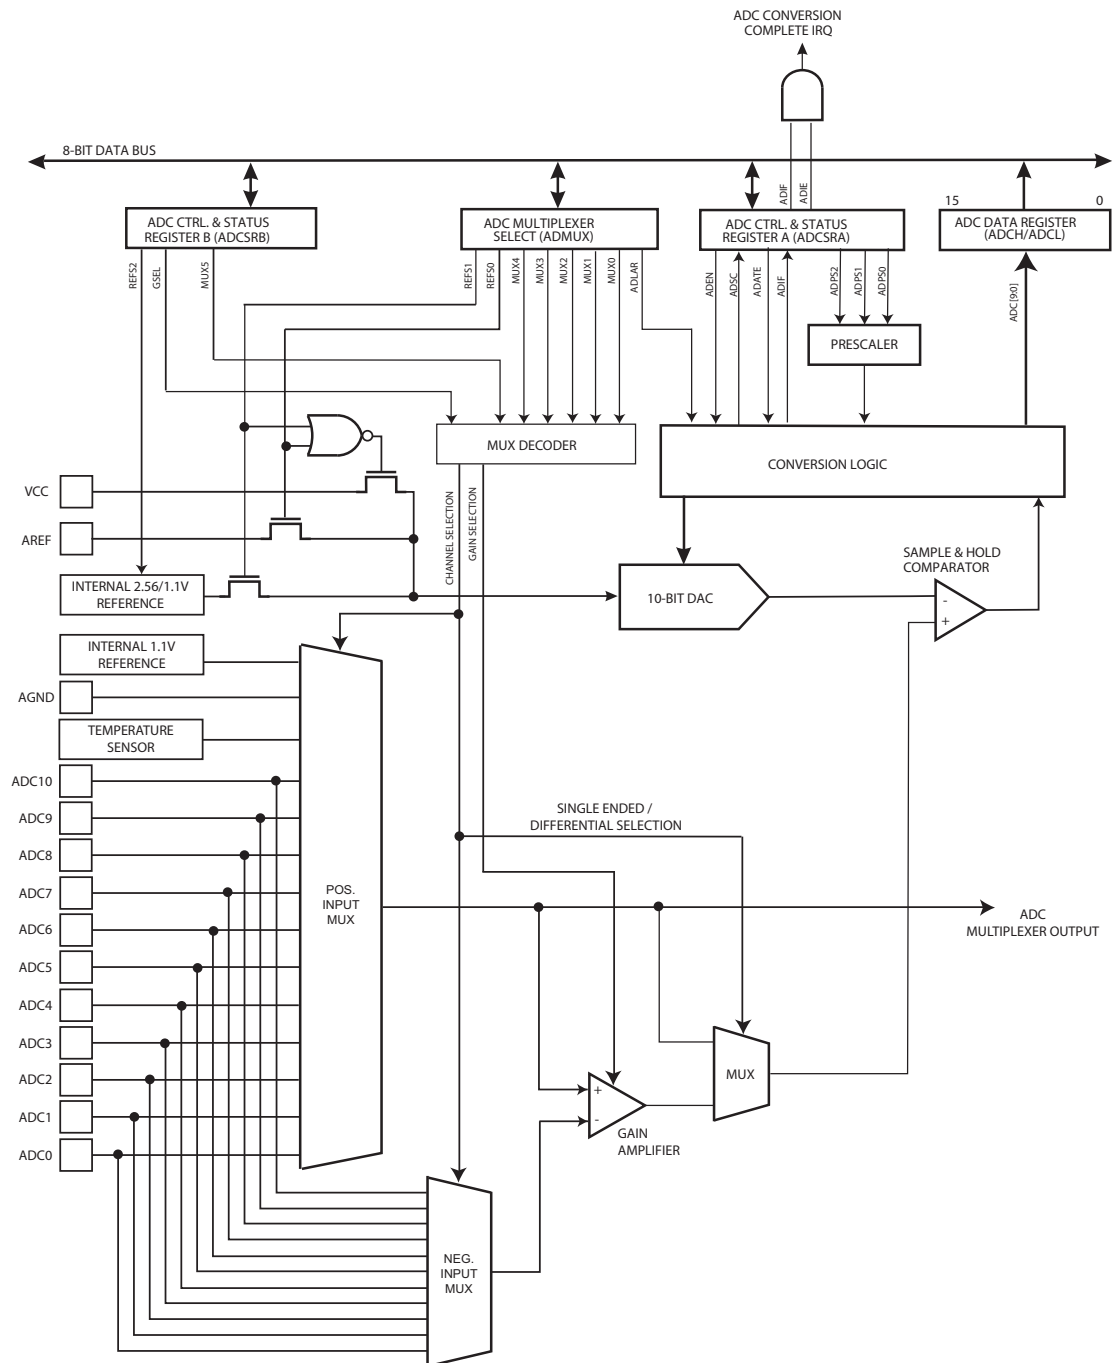 ADC CONVERSION
COMPLETE IRQ
8-BIT DATA BUS
ADIF
ADIE
15
0
ADC CTRL. & STATUS
REGISTER B (ADCSRB)
ADC MULTIPLEXER
SELECT (ADMUX)
ADC CTRL. & STATUS
REGISTER A (ADCSRA)
ADC DATA REGISTER
(ADCH/ADCL)
REFS2
GSEL
MUX5
REFS1
REFS0
MUX4
MUX3
MUX2
MUX1
MUX0
ADLAR
ADEN
ADSC
ADATE
ADIF
ADPS2
ADPS1
ADPS0
ADC[9:0]
PRESCALER
MUX DECODER
CONVERSION LOGIC
VCC
AREF
CHANNEL SELECTION
GAIN SELECTION
INTERNAL 2.56/1.1V
REFERENCE
10-BIT DAC
SAMPLE & HOLD
COMPARATOR
-
+
INTERNAL 1.1V
REFERENCE
AGND
TEMPERATURE
SENSOR
ADC10
ADC9
ADC8
ADC7
ADC6
ADC5
ADC4
ADC3
ADC2
ADC1
ADC0
SINGLE ENDED /
DIFFERENTIAL SELECTION
POS.
INPUT
MUX
ADC
MULTIPLEXER OUTPUT
MUX
+
-
GAIN
AMPLIFIER
NEG.
INPUT
MUX